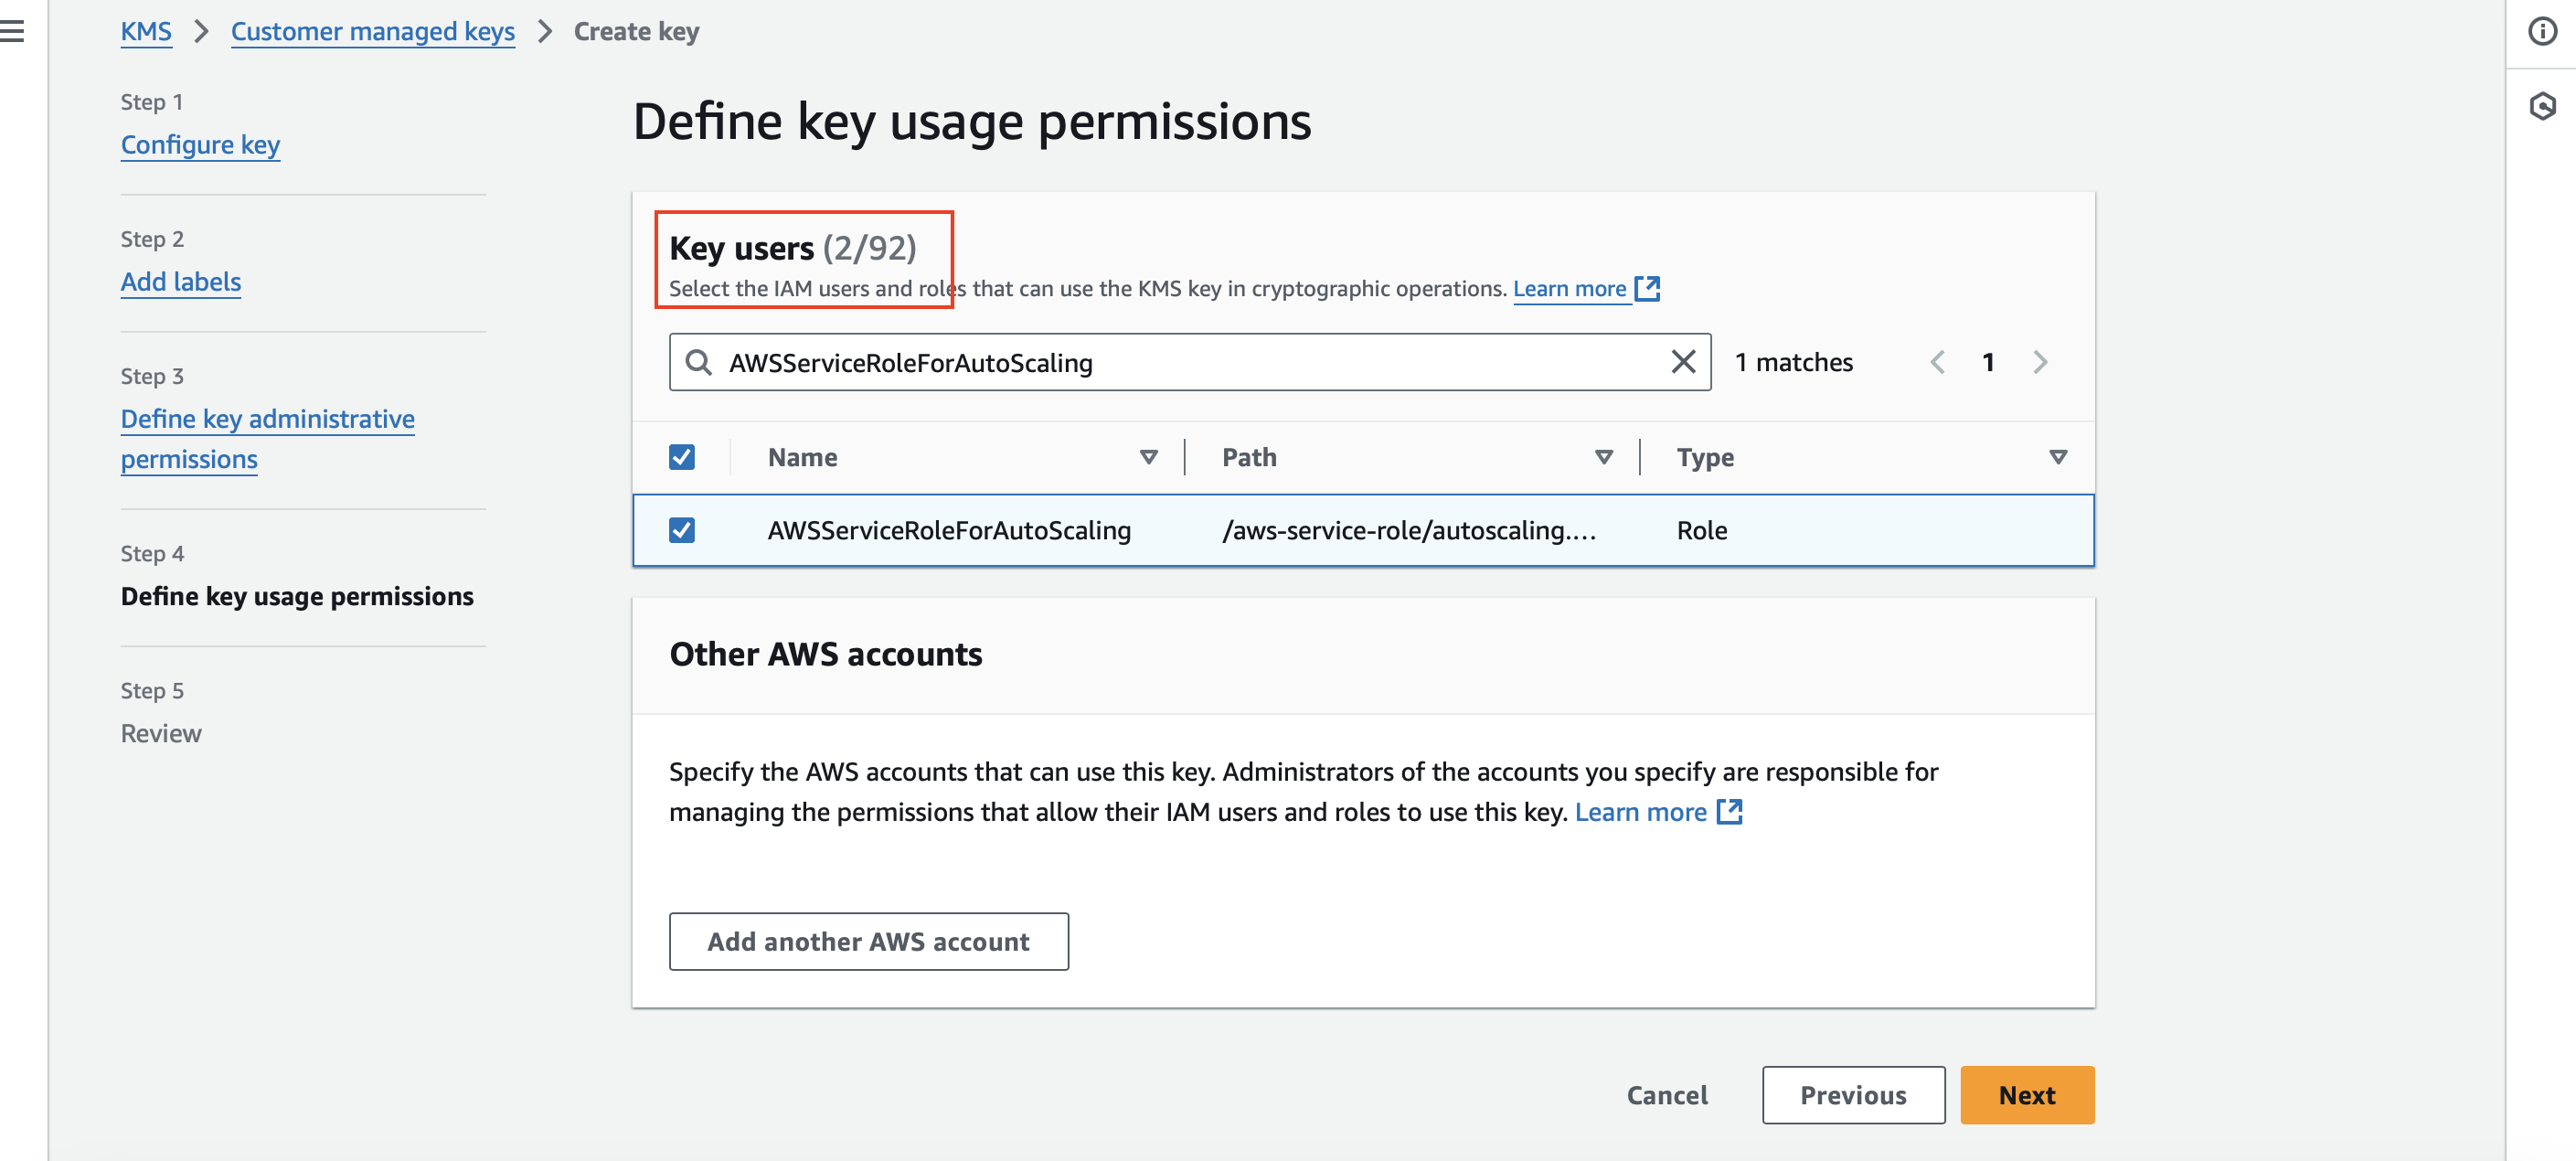 KMS > Customer managed keys > Create key
Step 1
Configure key
Step 2
Add labels
Step 3
Define key administrative
permissions
Step 4
Define key usage permissions
Step 5
Review
Define key usage permissions
Key users (2/92)
Select the IAM users and roles that can use the KMS key in cryptographic operations. Learn more
AWSServiceRoleForAutoScaling
1 matches
1
Name Path Type
AWSServiceRoleForAutoScaling /aws-service-role/autoscaling.... Role
Other AWS accounts
Specify the AWS accounts that can use this key. Administrators of the accounts you specify are responsible for
managing the permissions that allow their IAM users and roles to use this key. Learn more
Add another AWS account
Cancel Previous Next